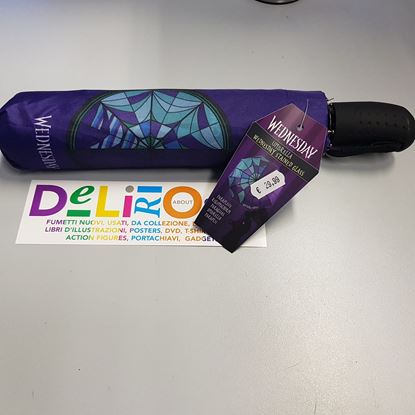 WEDNESDAY
WEDNESDAY
UMBRELLA
WEDNESDAY STAINED GLASS
€ 29,99
DeLiRiO
ABOUT
FUMETTI NUOVI, USATI, DA COLLEZIONE,
LIBRI D'ILLUSTRAZIONI, POSTERS, DVD, T-SHIR
ACTION FIGURES, PORTACHIAVI, GADGET